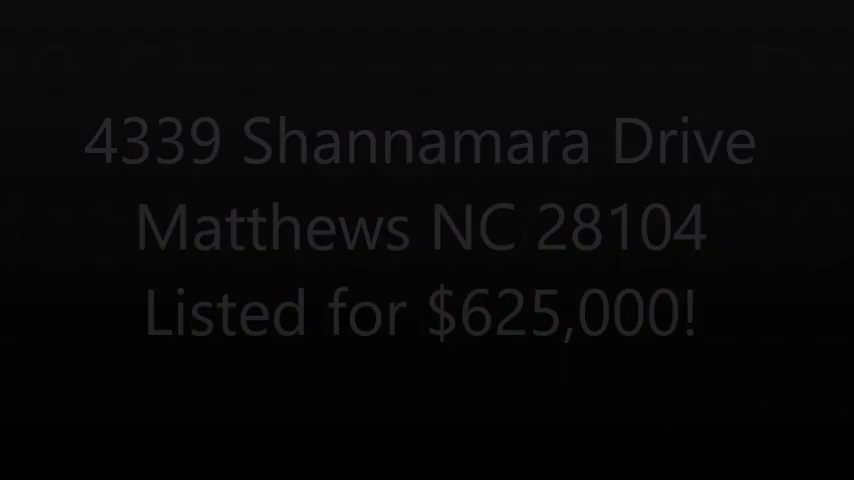 4339 Shannamara Drive
Matthews NC 28104
Listed for $625,000!